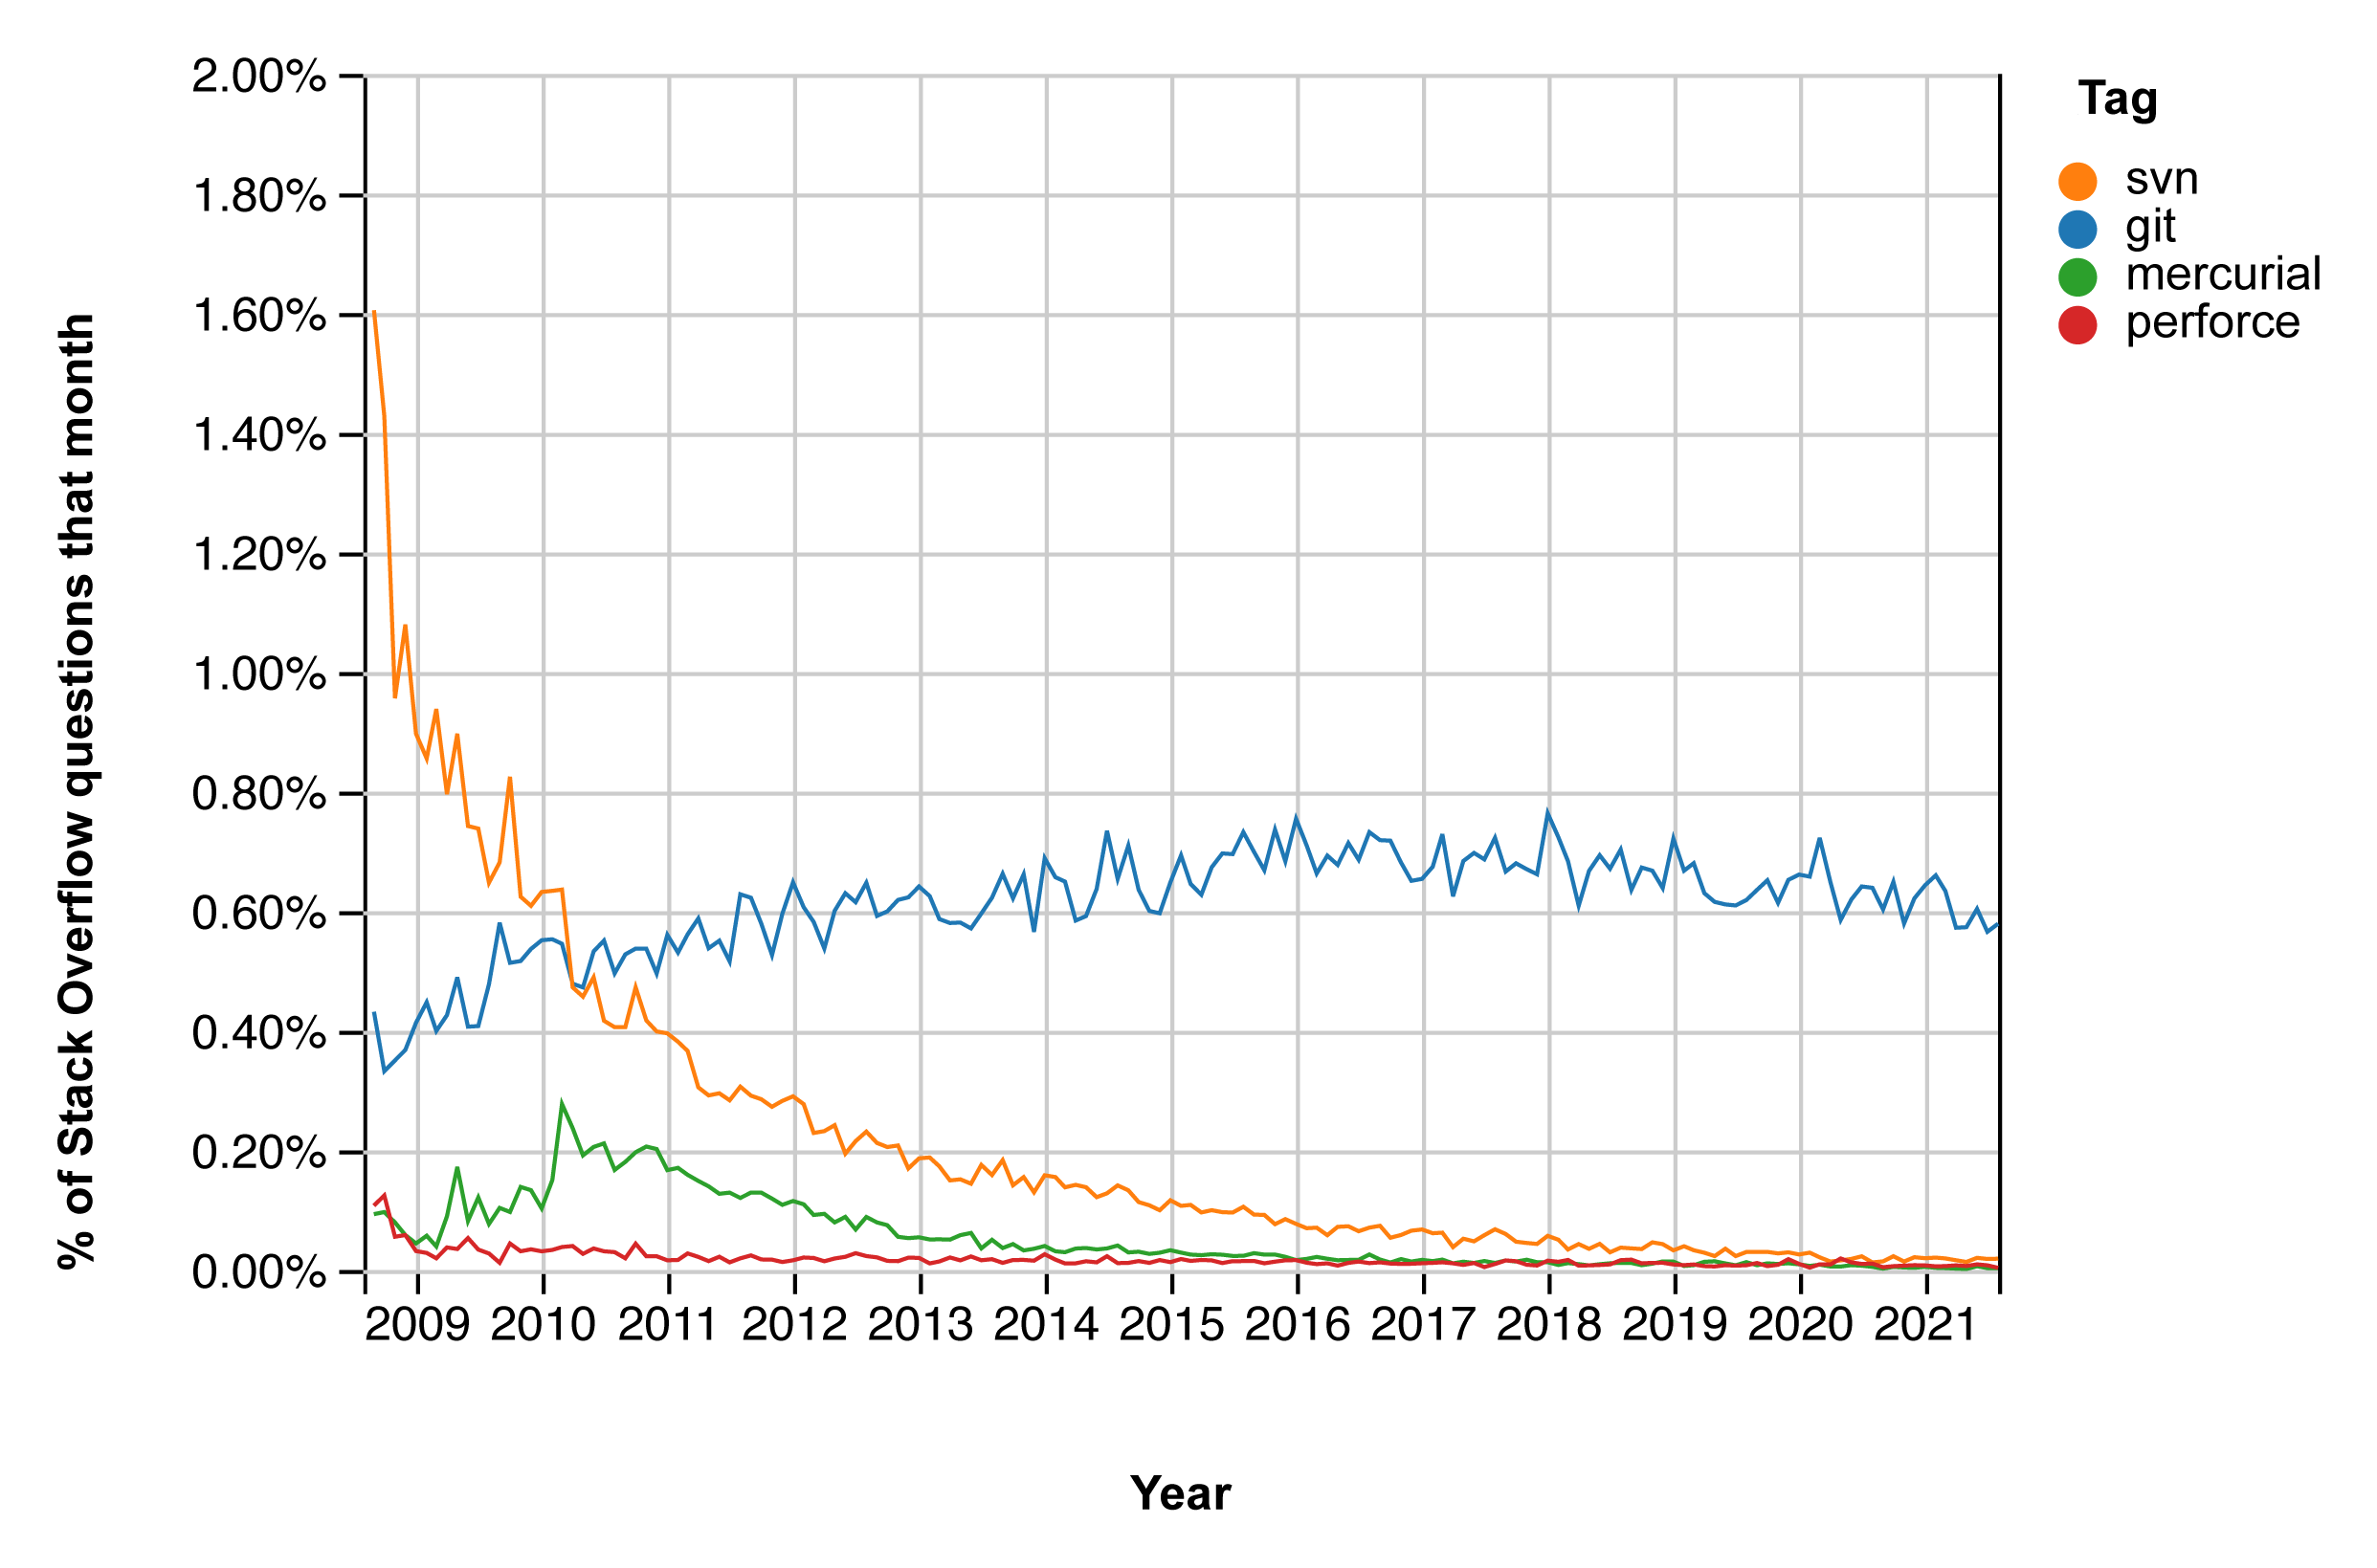 % of Stack Overflow questions that month
2.00%
1.80%
1.60%
1.40%
1.20%
1.00%
0.80%
0.60%
0.40%
0.20%
0.00%
2009 2010 2011 2012 2013 2014 2015 2016 2017 2018 2019 2020 2021
Year
Tag
svn
git
mercurial
perforce